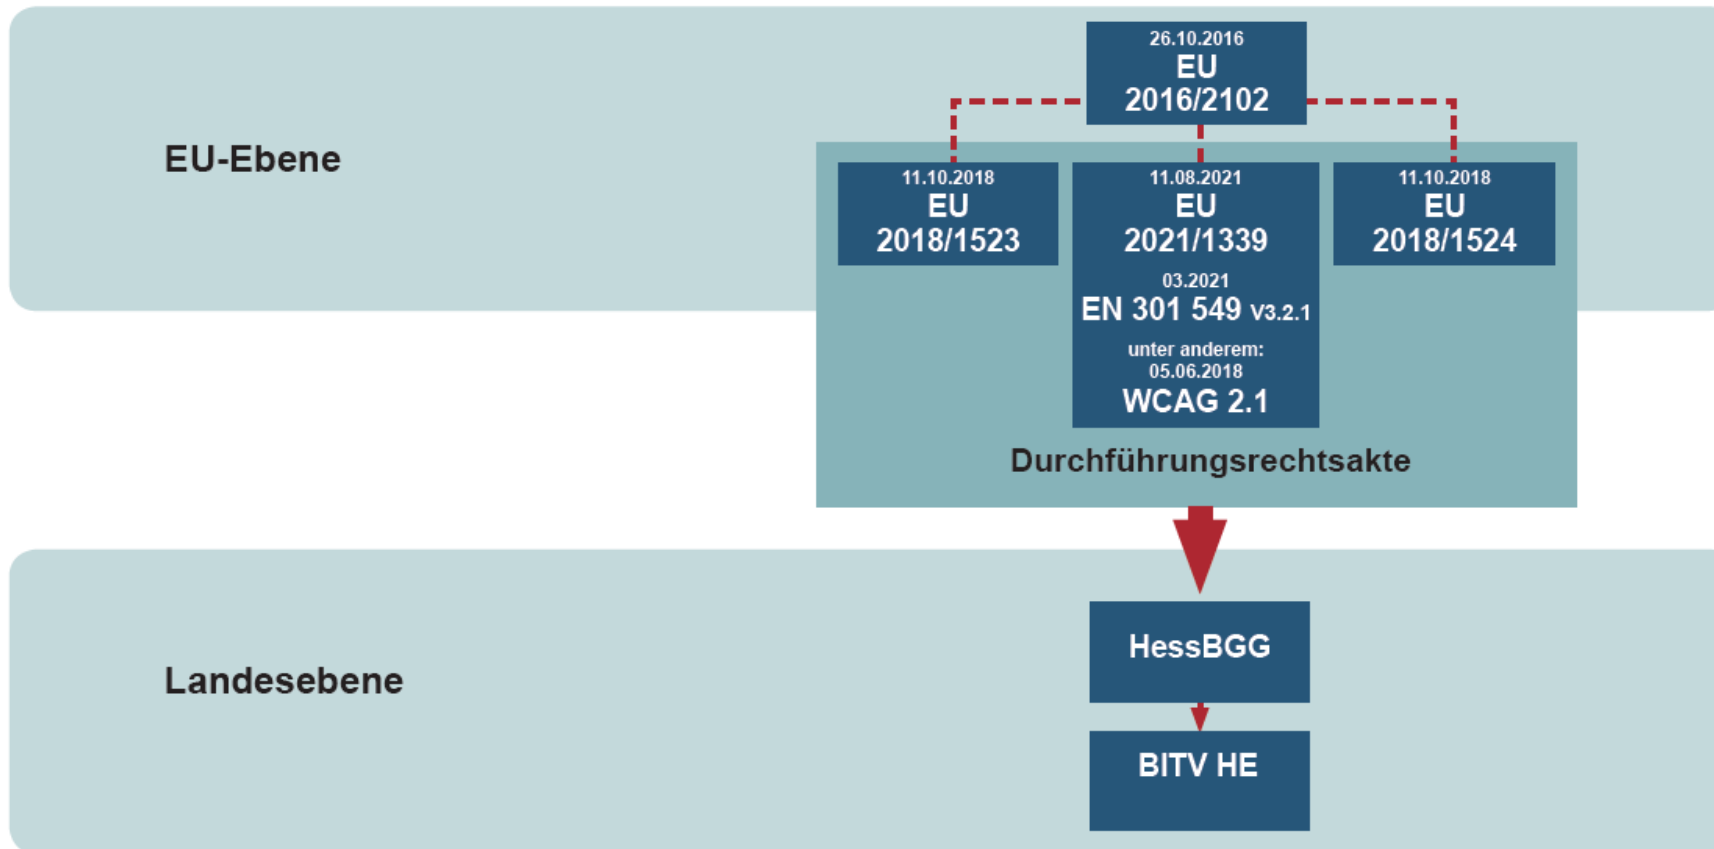 EU-Ebene
26.10.2016
EU
2016/2102
11.10.2018
EU
2018/1523
11.08.2021
EU
2021/1339
03.2021
EN 301 549 V3.2.1
unter anderem:
05.06.2018
WCAG 2.1
11.10.2018
EU
2018/1524
Durchführungsrechtsakte
Landesebene
HessBGG
BITV HE